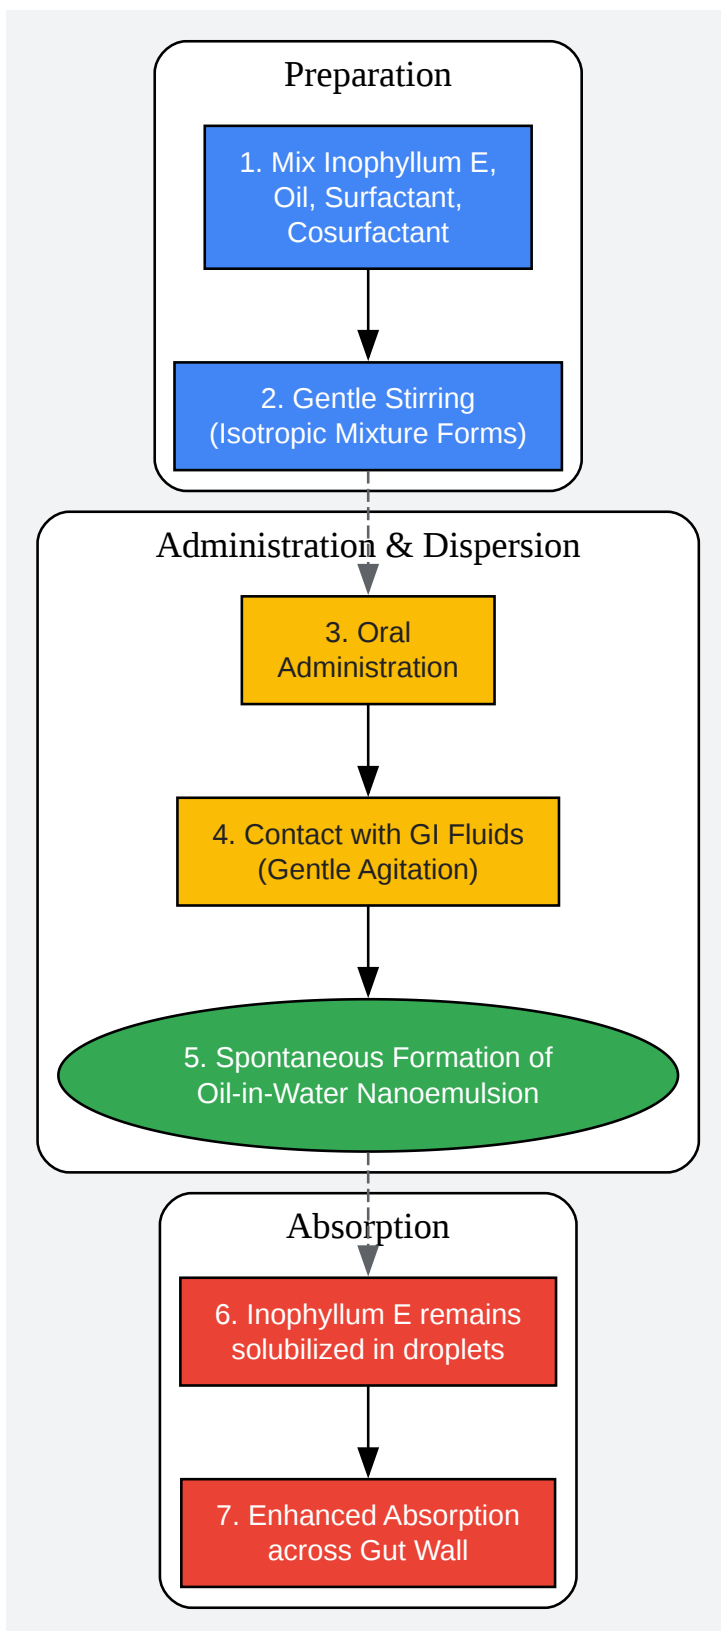 Preparation
1. Mix Inophyllum E,
Oil, Surfactant,
Cosurfactant
2. Gentle Stirring
(Isotropic Mixture Forms)
Administration & Dispersion
3. Oral
Administration
4. Contact with GI Fluids
(Gentle Agitation)
5. Spontaneous Formation of
Oil-in-Water Nanoemulsion
Absorption
6. Inophyllum E remains
solubilized in droplets
7. Enhanced Absorption
across Gut Wall